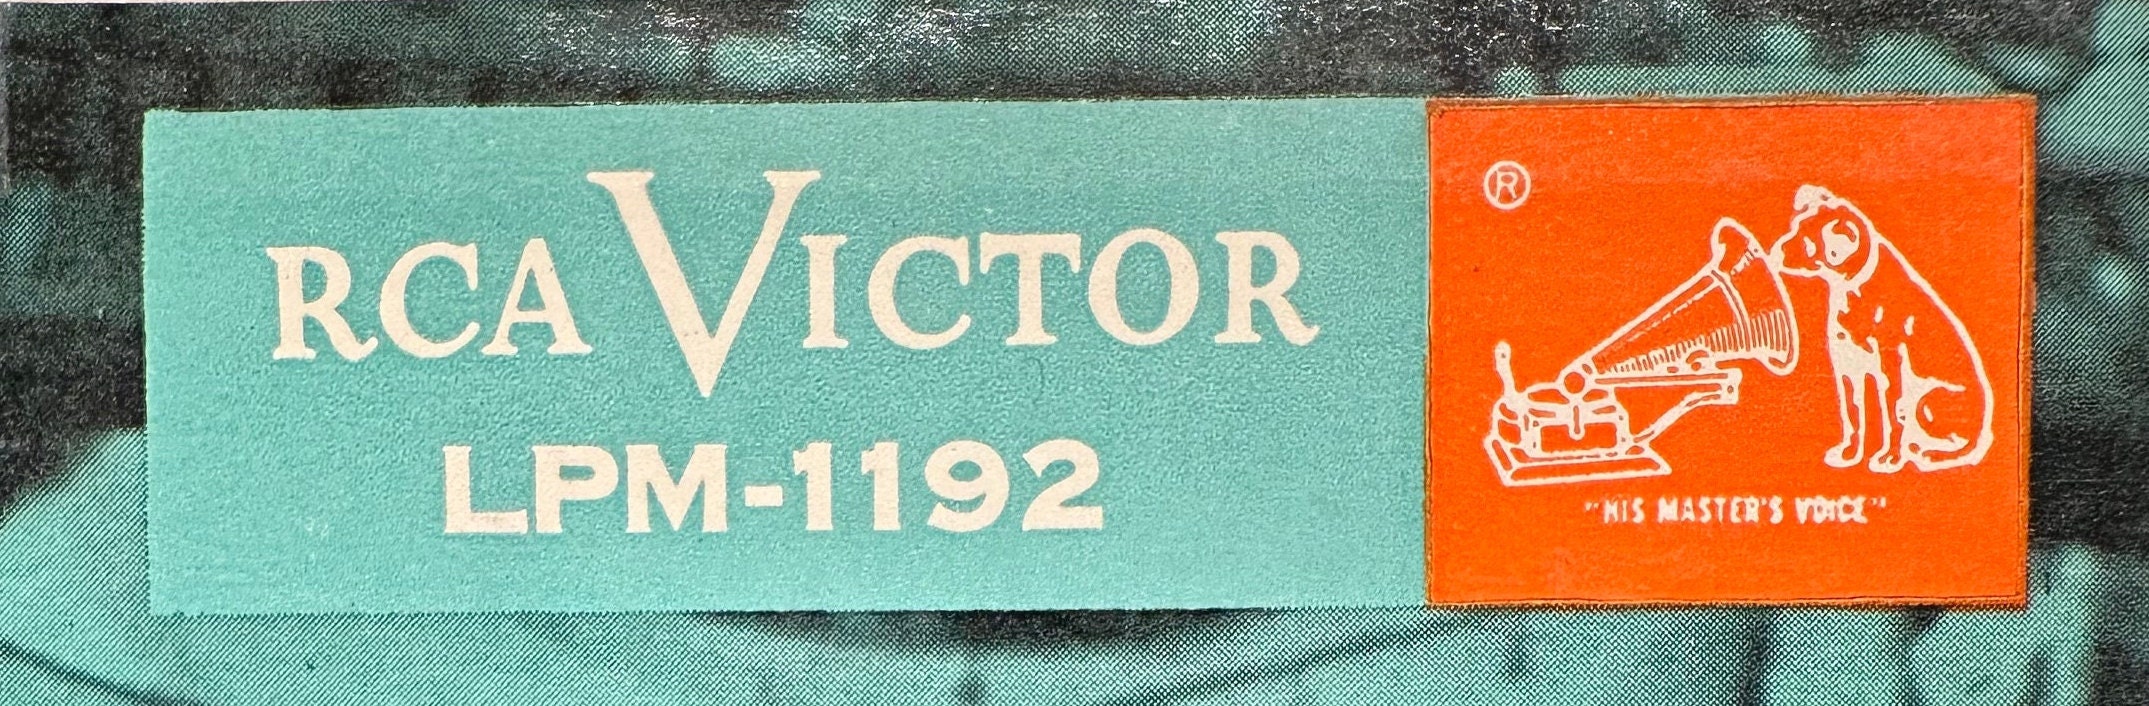 RCA VICTOR
LPM-1192
®
"HIS MASTER'S VOICE"